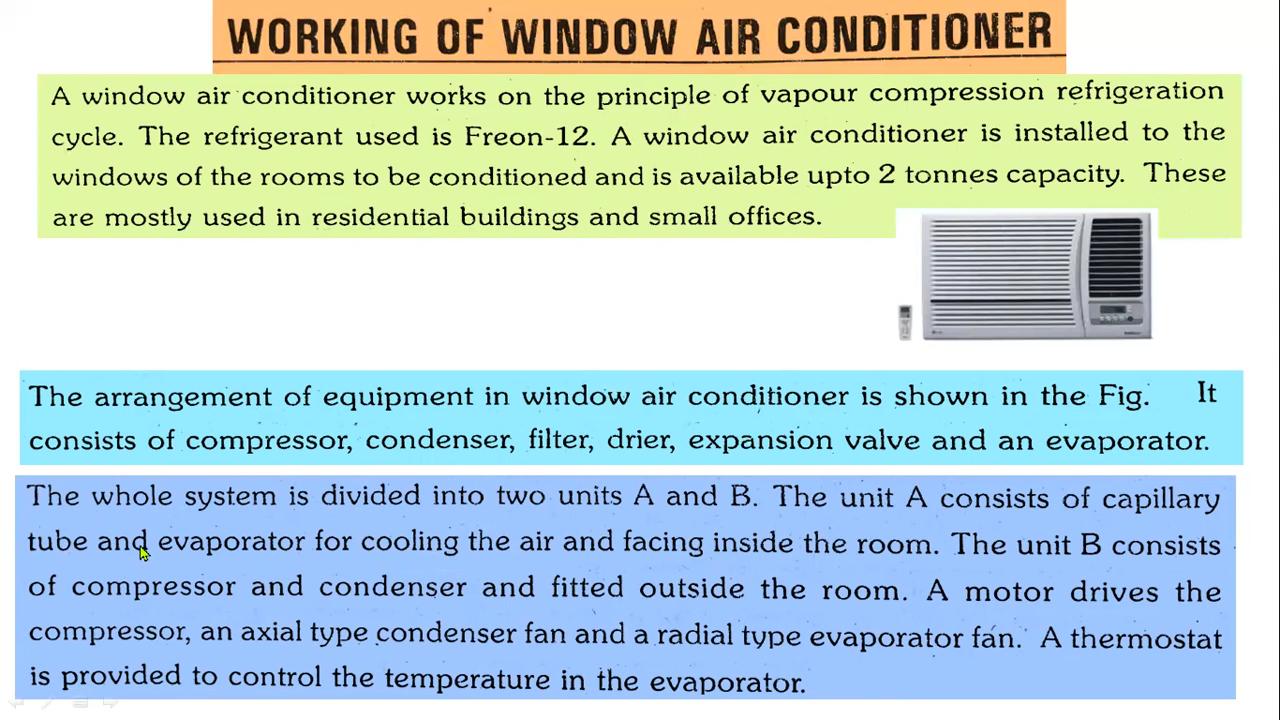 WORKING OF WINDOW AIR CONDITIONER
A window air conditioner works on the principle of vapour compression refrigeration
cycle. The refrigerant used is Freon-12. A window air conditioner is installed to the
windows of the rooms to be conditioned and is available upto 2 tonnes capacity. These
are mostly used in residential buildings and small offices.
The arrangement of equipment in window air conditioner is shown in the Fig. It
consists of compressor, condenser, filter, drier, expansion valve and an evaporator.
The whole system is divided into two units A and B. The unit A consists of capillary
tube and evaporator for cooling the air and facing inside the room. The unit B consists
of compressor and condenser and fitted outside the room. A motor drives the
compressor, an axial type condenser fan and a radial type evaporator fan. A thermostat
is provided to control the temperature in the evaporator.